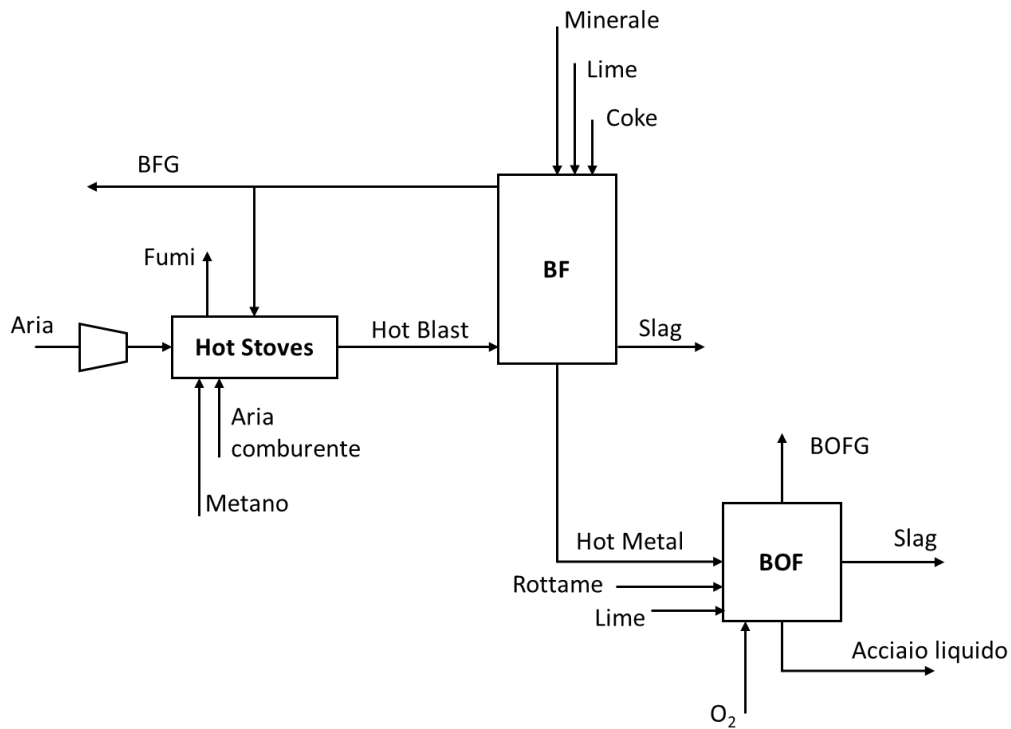 Minerale
Lime
Coke
BFG
BF
Fumi
Aria
Hot Stoves
Hot Blast
Slag
Aria
comburente
Metano
BOFG
Hot Metal
BOF
Slag
Rottame
Lime
Acciaio liquido
O₂